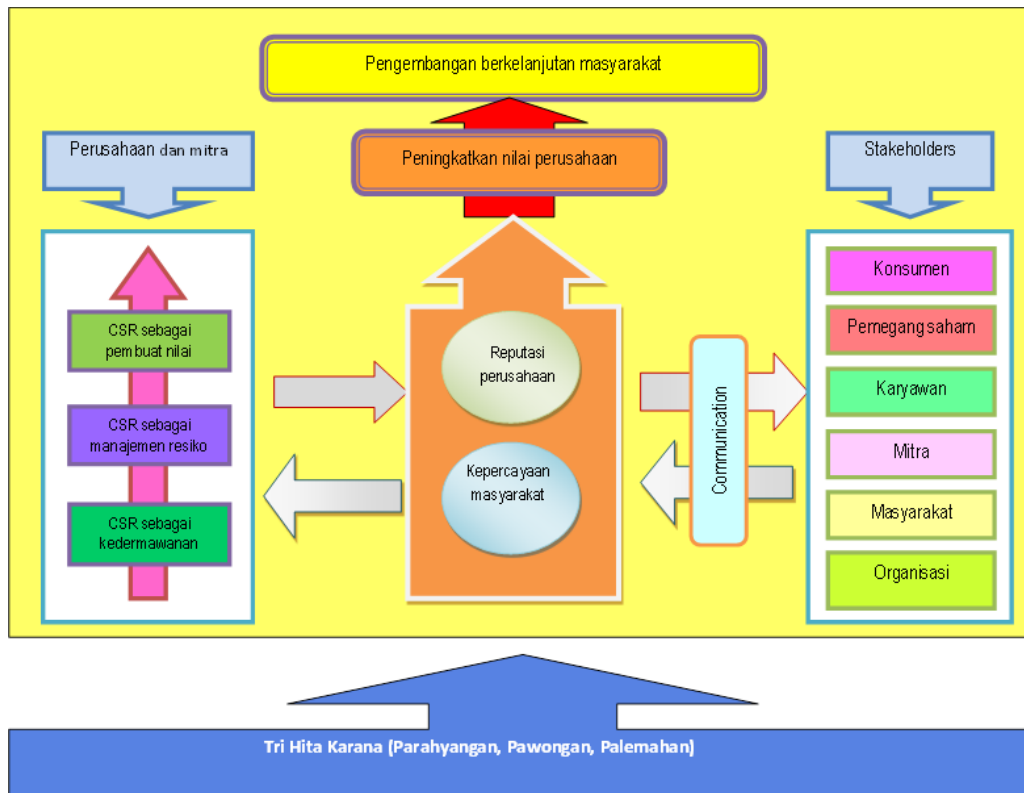 Pengembangan berkelanjutan masyarakat
Peningkatkan nilai perusahaan
Perusahaan dan mitra
CSR sebagai
pembuat nilai
CSR sebagai
manajemen resiko
CSR sebagai
kedermawanan
Reputasi
perusahaan
Kepercayaan
masyarakat
Communication
Stakeholders
Konsumen
Pemegang saham
Karyawan
Mitra
Masyarakat
Organisasi
Tri Hita Karana (Parahyangan, Pawongan, Palemahan)